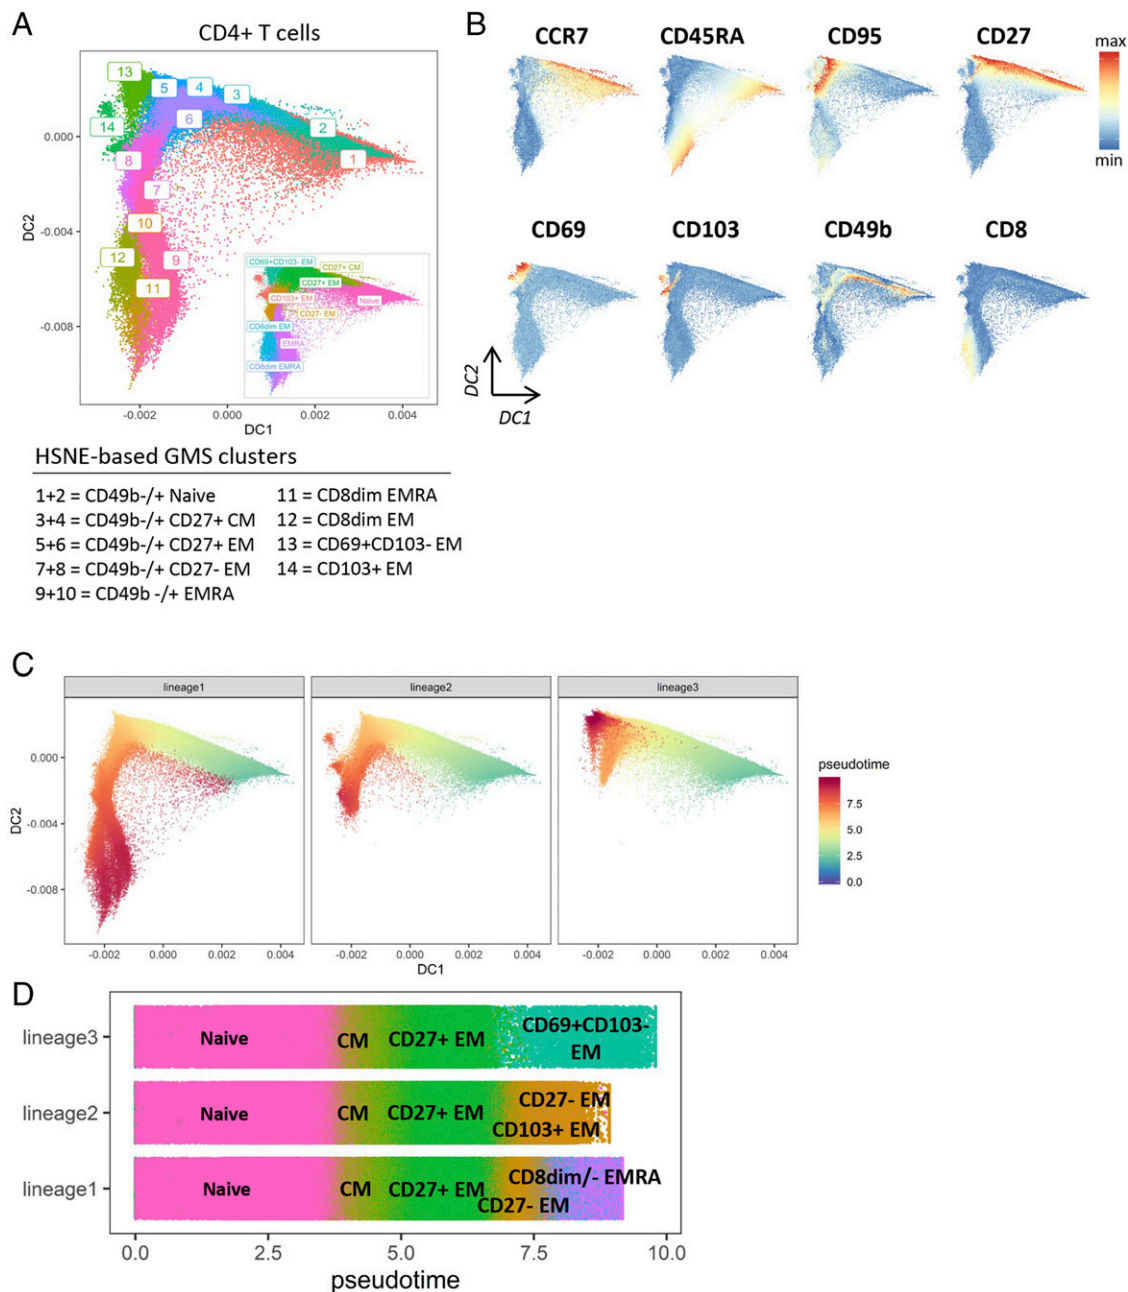 A
CD4+ T cells
13
5
4
3
14
6
2
8
1
7
10
12
9
11
0.000
-0.004
-0.008
DC2
-0.002
0.000
0.002
0.004
DC1
CD69+CD103- EM
CD27+ CM
CD27+ EM
CD103+ EM
Naive
CD27- EM
CD8dim EM
EMRA
CD8dim EMRA
HSNE-based GMS clusters
1+2 = CD49b-/+ Naive
3+4 = CD49b-/+ CD27+ CM
5+6 = CD49b-/+ CD27+ EM
7+8 = CD49b-/+ CD27- EM
9+10 = CD49b -/+ EMRA
11 = CD8dim EMRA
12 = CD8dim EM
13 = CD69+CD103- EM
14 = CD103+ EM
B
CCR7
CD45RA
CD95
CD27
max
min
CD69
CD103
CD49b
CD8
DC2
DC1
C
lineage1
lineage2
lineage3
0.000
-0.004
-0.008
DC2
-0.002
0.000
0.002
0.004
-0.002
0.000
0.002
0.004
-0.002
0.000
0.002
0.004
DC1
pseudotime
7.5
5.0
2.5
0.0
D
lineage3
Naive
CM
CD27+ EM
CD69+CD103-
EM
lineage2
Naive
CM
CD27+ EM
CD27- EM
CD103+ EM
lineage1
Naive
CM
CD27+ EM
CD8dim/- EMRA
CD27- EM
0.0
2.5
5.0
7.5
10.0
pseudotime